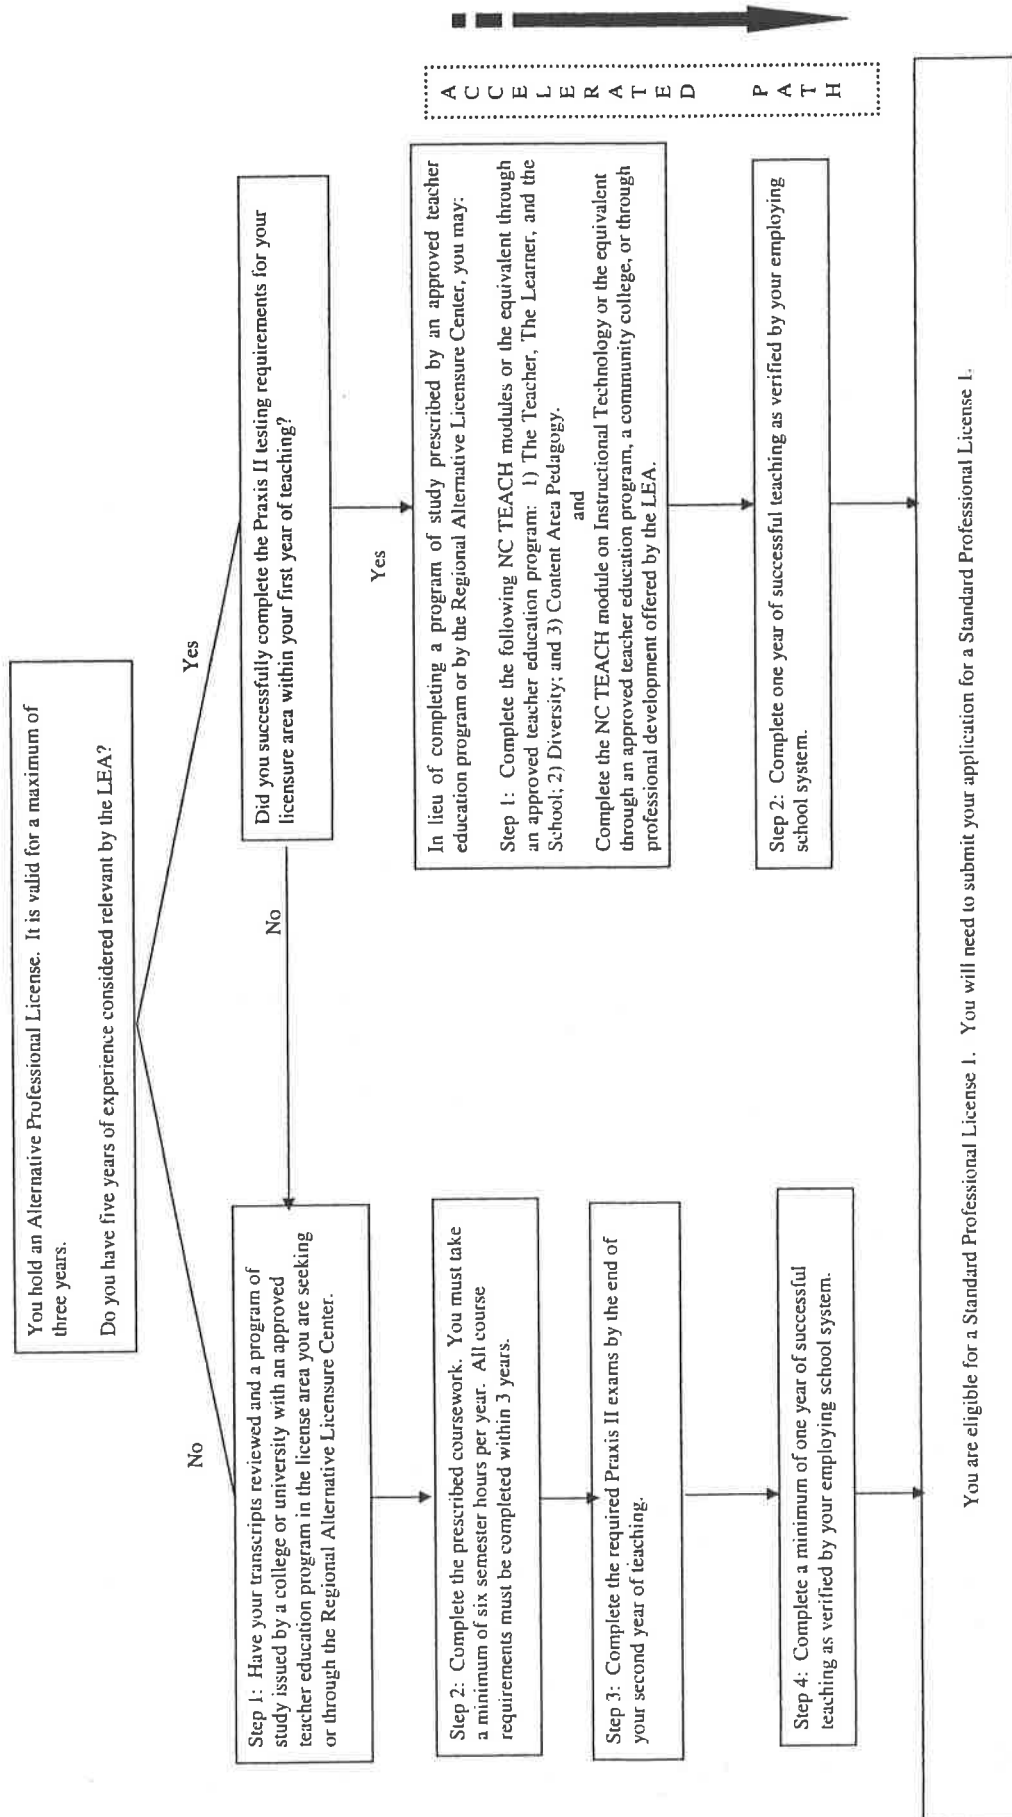 You hold an Alternative Professional License. It is valid for a maximum of
three years.
Do you have five years of experience considered relevant by the LEA?
No
Yes
Step 1: Have your transcripts reviewed and a program of
study issued by a college or university with an approved
teacher education program in the license area you are seeking
or through the Regional Alternative Licensure Center.
No
Did you successfully complete the Praxis II testing requirements for your
licensure area within your first year of teaching?
Yes
Step 2: Complete the prescribed coursework. You must take
a minimum of six semester hours per year. All course
requirements must be completed within 3 years.
Step 3: Complete the required Praxis II exams by the end of
your second year of teaching.
Step 4: Complete a minimum of one year of successful
teaching as verified by your employing school system.
In lieu of completing a program of study prescribed by an approved teacher
education program or by the Regional Alternative Licensure Center, you may:
Step 1: Complete the following NC TEACH modules or the equivalent through
an approved teacher education program: 1) The Teacher, The Learner, and the
School; 2) Diversity; and 3) Content Area Pedagogy.
and
Complete the NC TEACH module on Instructional Technology or the equivalent
through an approved teacher education program, a community college, or through
professional development offered by the LEA.
Step 2: Complete one year of successful teaching as verified by your employing
school system.
A
C
C
E
L
E
R
A
T
E
D
P
A
T
H
You are eligible for a Standard Professional License 1. You will need to submit your application for a Standard Professional License 1.